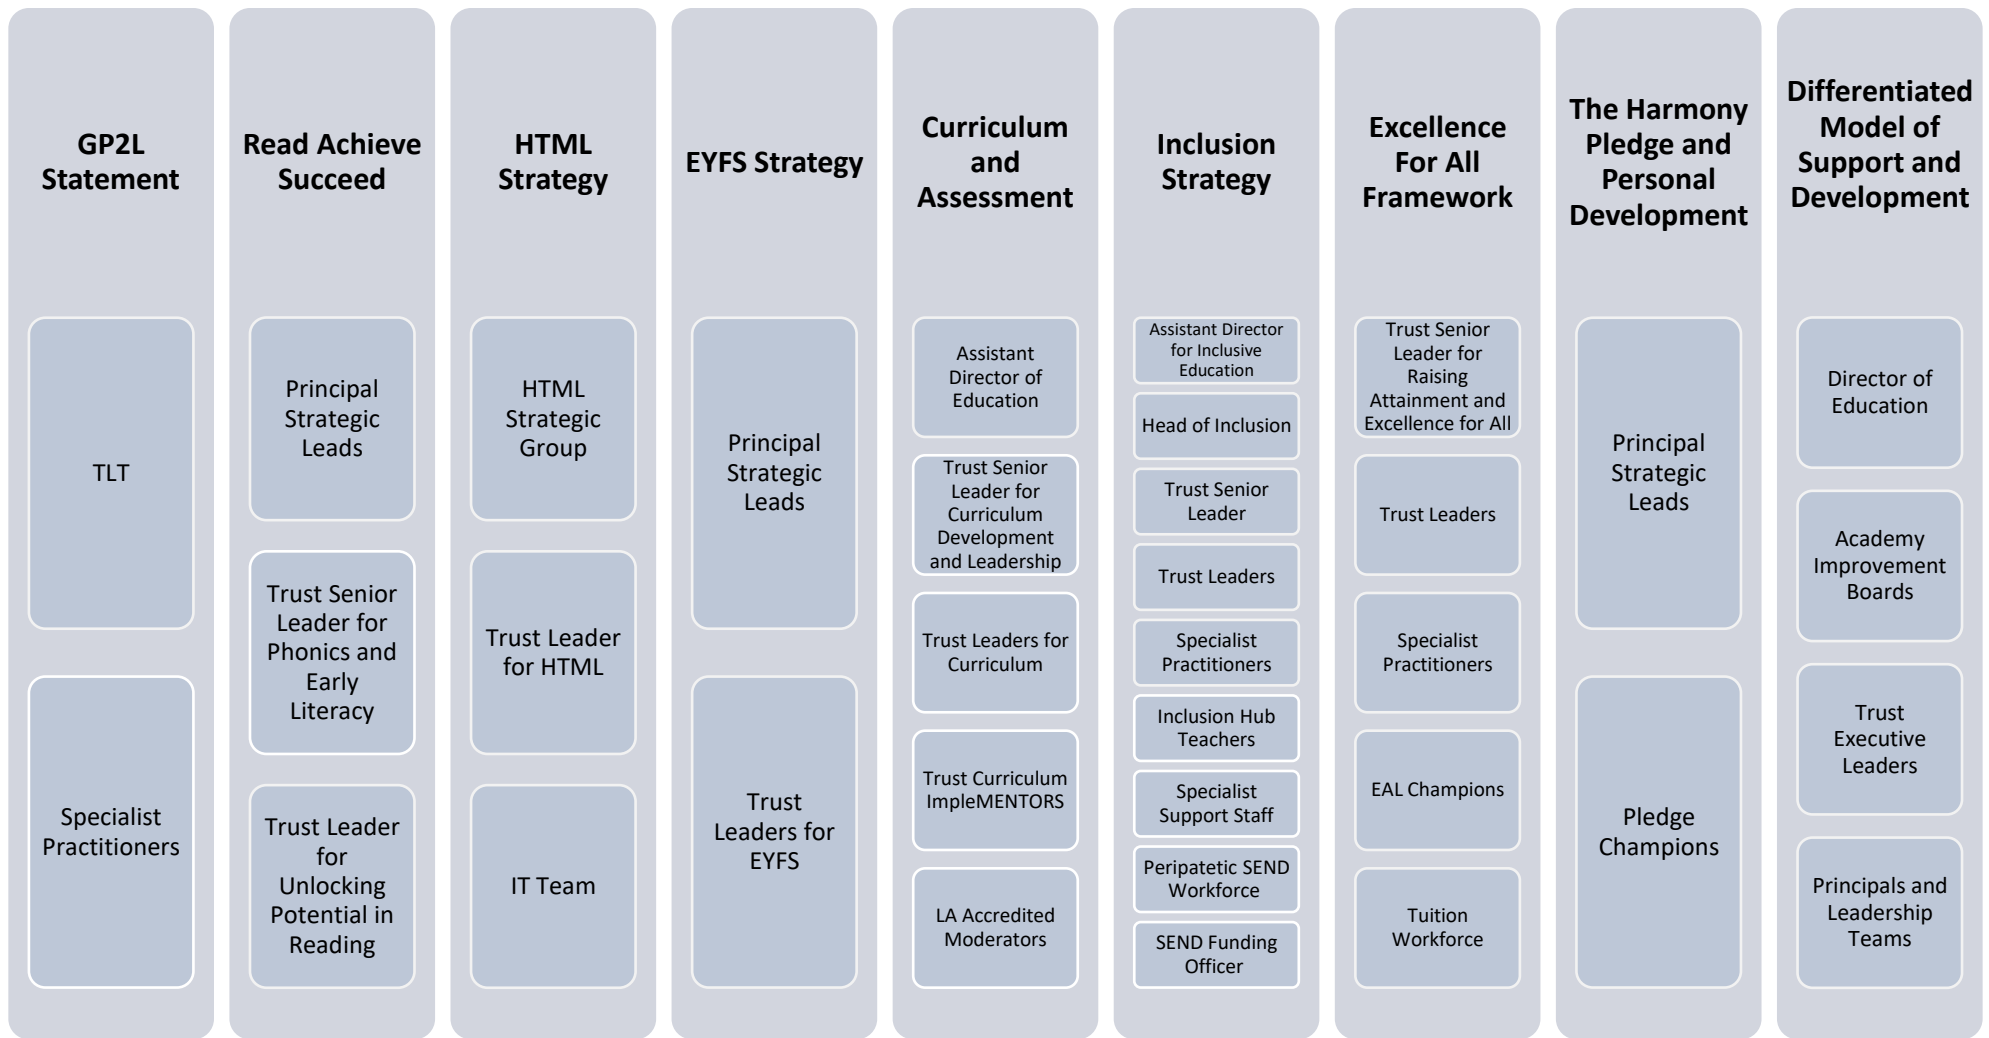 GP2L
Statement
TLT
Specialist
Practitioners
Read Achieve
Succeed
Principal
Strategic
Leads
Trust Senior
Leader for
Phonics and
Early
Literacy
Trust Leader
for
Unlocking
Potential in
Reading
HTML
Strategy
HTML
Strategic
Group
Trust Leader
for HTML
IT Team
EYFS Strategy
Principal
Strategic
Leads
Trust
Leaders for
EYFS
Curriculum
and
Assessment
Assistant
Director of
Education
Trust Senior
Leader for
Curriculum
Development
and Leadership
Trust Leaders for
Curriculum
Trust Curriculum
ImpleMENTORS
LA Accredited
Moderators
Inclusion
Strategy
Assistant Director
for Inclusive
Education
Head of Inclusion
Trust Senior
Leader
Trust Leaders
Specialist
Practitioners
Inclusion Hub
Teachers
Specialist
Support Staff
Peripatetic SEND
Workforce
SEND Funding
Officer
Excellence
For All
Framework
Trust Senior
Leader for
Raising
Attainment and
Excellence for All
Trust Leaders
Specialist
Practitioners
EAL Champions
Tuition
Workforce
The Harmony
Pledge and
Personal
Development
Principal
Strategic
Leads
Pledge
Champions
Differentiated
Model of
Support and
Development
Director of
Education
Academy
Improvement
Boards
Trust
Executive
Leaders
Principals and
Leadership
Teams